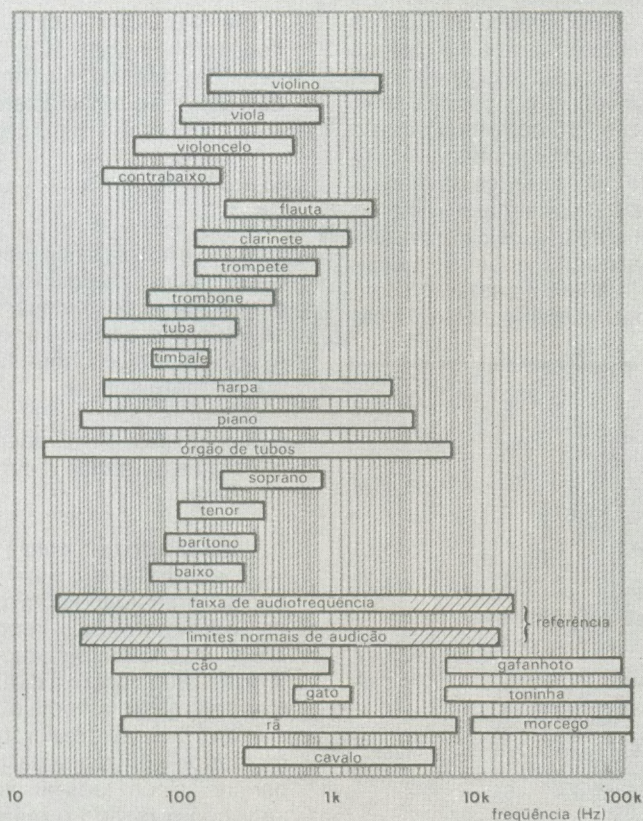 violino
viola
violoncelo
contrabaixo
flauta
clarinete
trompete
trombone
tuba
timbale
harpa
piano
órgão de tubos
soprano
tenor
barítono
baixo
faixa de audiofrequência
limites normais de audição
referência
cão
gafanhoto
gato
toninha
rã
morcego
cavalo
10 100 1k 10k 100k
freqüência (Hz)